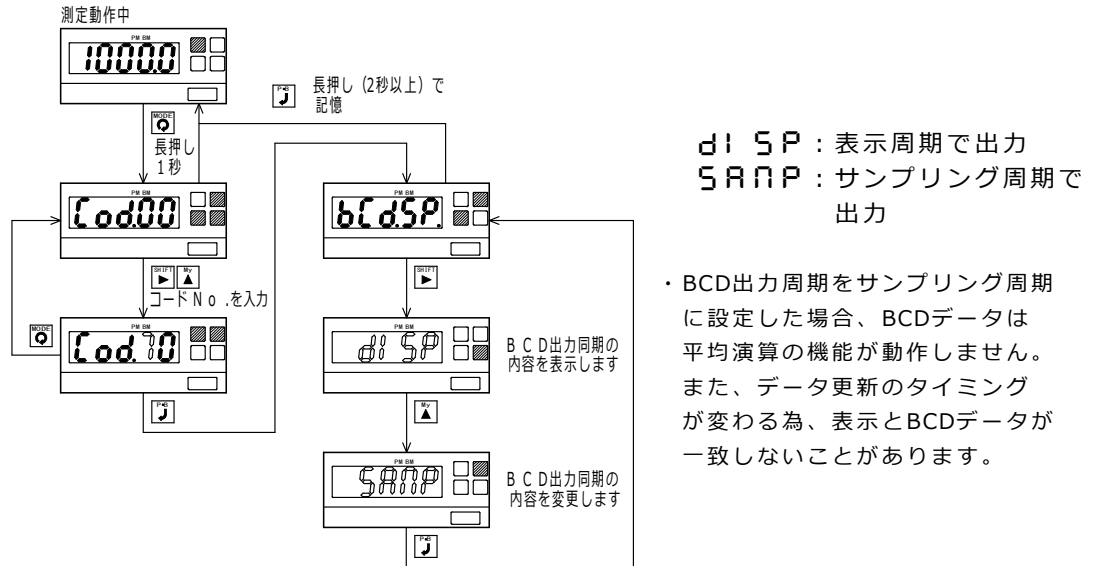 測定動作中
PM BM
1000.0
P•B
長押し (2秒以上) で
記憶
MODE
長押し
1秒
PM BM
Cod.00
SHIFT My
コードＮｏ.を入力
MODE
PM BM
Cod.70
P•B
PM BM
bCd.SP.
SHIFT
PM BM
dI SP
ＢＣＤ出力同期の
内容を表示します
My
PM BM
SAMP
ＢＣＤ出力同期の
内容を変更します
P•B
dI SP：表示周期で出力
SAMP：サンプリング周期で
出力
・BCD出力周期をサンプリング周期
に設定した場合、BCDデータは
平均演算の機能が動作しません。
また、データ更新のタイミング
が変わる為、表示とBCDデータが
一致しないことがあります。